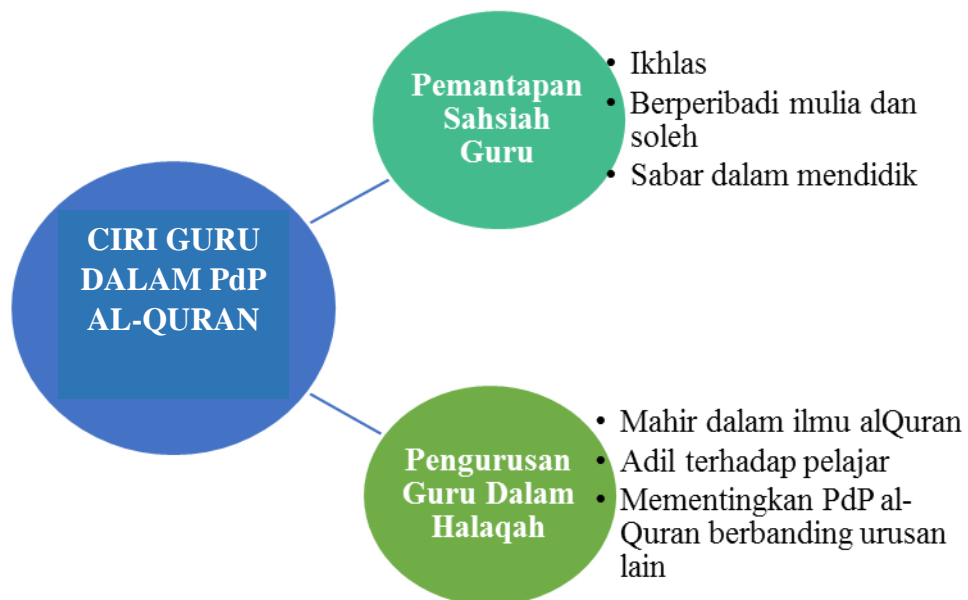 CIRI GURU
DALAM PdP
AL-QURAN
Pemantapan
Sahsiah
Guru
• Ikhlas
• Berperibadi mulia dan
soleh
• Sabar dalam mendidik
Pengurusan
Guru Dalam
Halaqah
• Mahir dalam ilmu alQuran
• Adil terhadap pelajar
• Mementingkan PdP al-
Quran berbanding urusan
lain